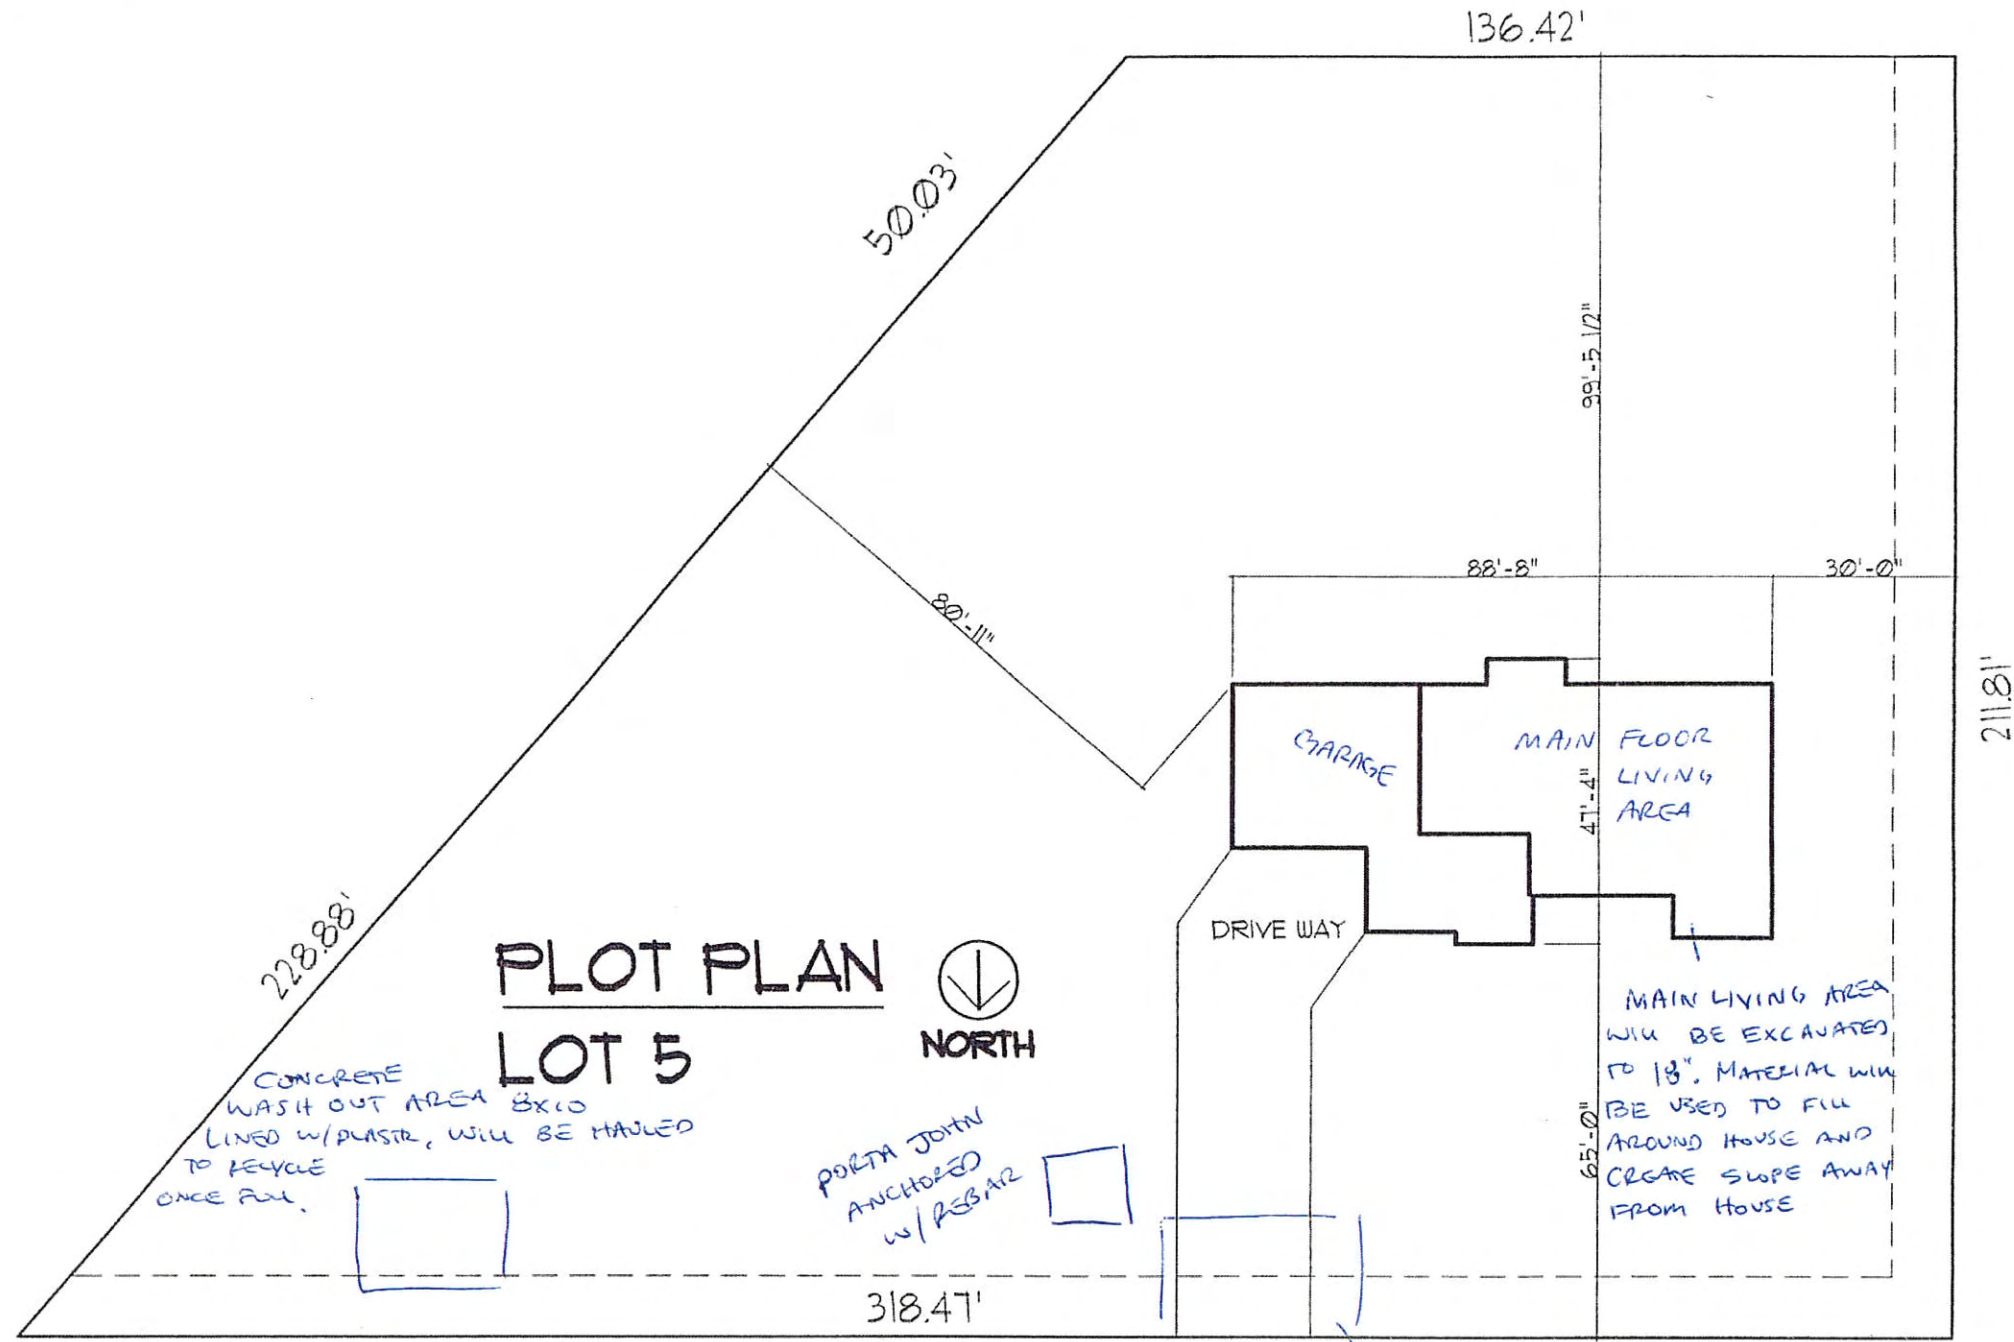 136.42'
50.03'
99'-5 1/2"
88'-8"
30'-0"
80'-11"
211.81'
GARAGE
MAIN FLOOR
LIVING
AREA
47'-4"
228.88'
DRIVE WAY
PLOT PLAN
LOT 5
NORTH
MAIN LIVING AREA
WILL BE EXCAVATED
TO 18". MATERIAL WILL
BE USED TO FILL
AROUND HOUSE AND
CREATE SLOPE AWAY
FROM HOUSE
65'-0"
CONCRETE
WASH OUT AREA 8X10
LINED W/PLASTIC, WILL BE HAULED
TO RECYCLE
ONCE FULL.
PORTA JOHN
ANCHORED
W/ REBAR
318.47'